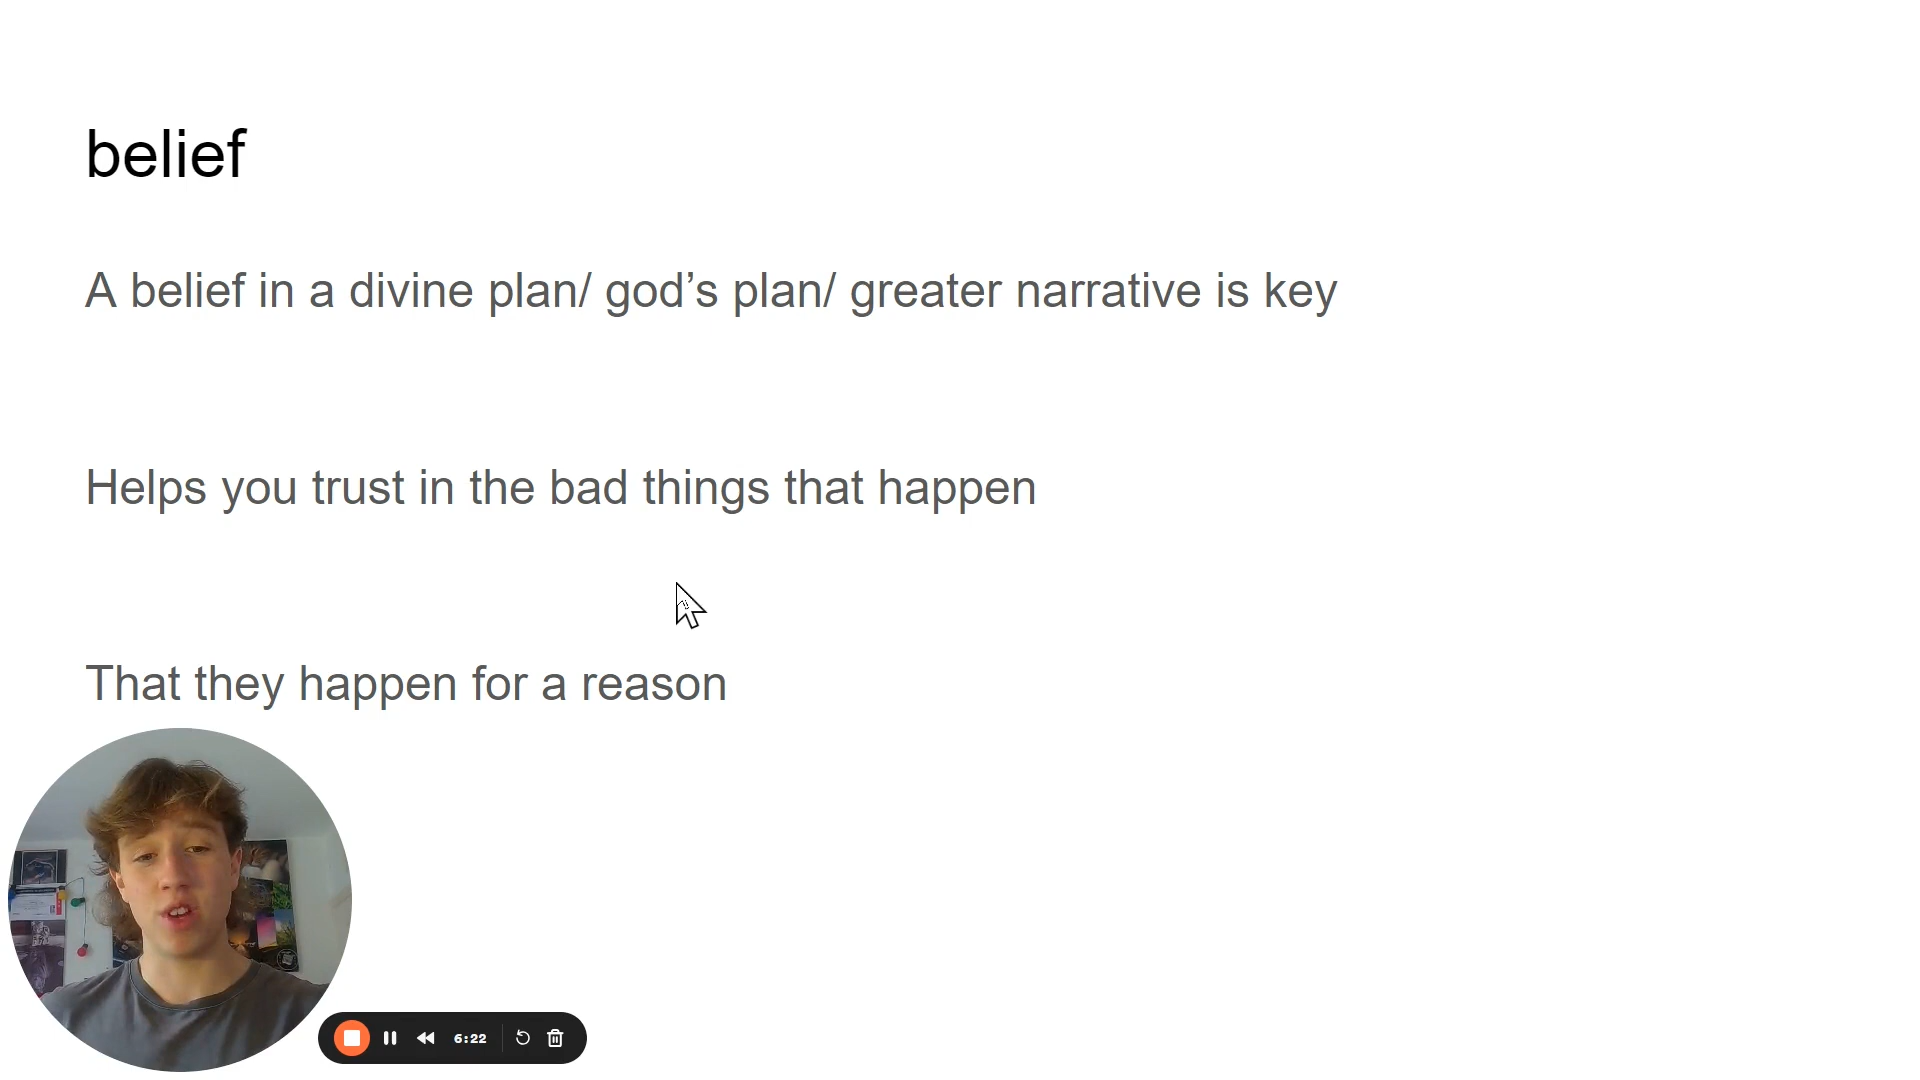 belief
A belief in a divine plan/ god’s plan/ greater narrative is key
Helps you trust in the bad things that happen
That they happen for a reason
6:22